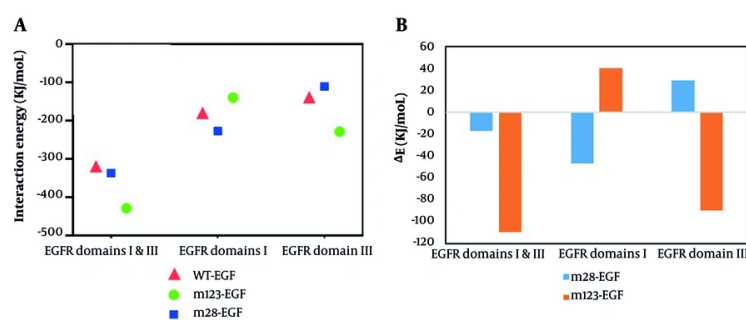 A
Interaction energy (KJ/moL)
0
-100
-200
-300
-400
-500
EGFR domains I & III
EGFR domains I
EGFR domain III
WT-EGF
m123-EGF
m28-EGF
B
ΔE (KJ/moL)
60
40
20
0
-20
-40
-60
-80
-100
-120
EGFR domains I & III
EGFR domains I
EGFR domain III
m28-EGF
m123-EGF